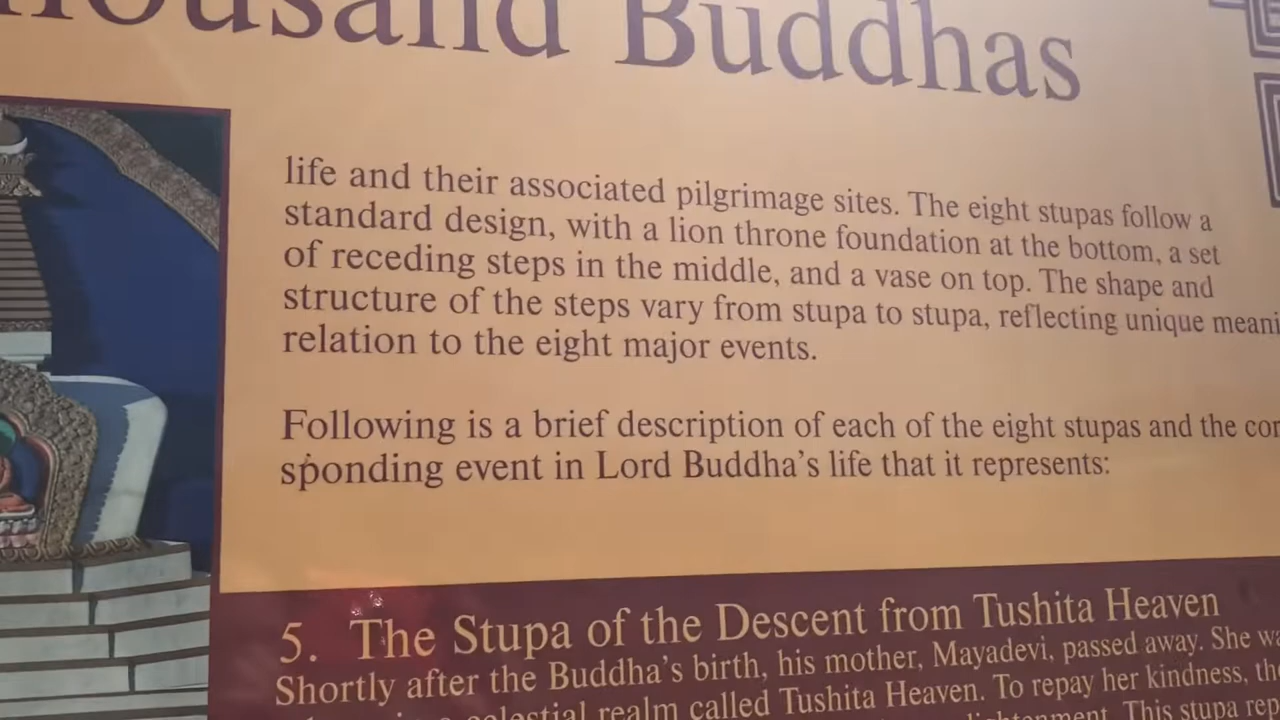 Buddhas
life and their associated pilgrimage sites. The eight stupas follow a
standard design, with a lion throne foundation at the bottom, a set
of receding steps in the middle, and a vase on top. The shape and
structure of the steps vary from stupa to stupa, reflecting unique meani
relation to the eight major events.
Following is a brief description of each of the eight stupas and the cor
sponding event in Lord Buddha's life that it represents:
5. The Stupa of the Descent from Tushita Heaven
Shortly after the Buddha's birth, his mother, Mayadevi, passed away. She wa
celestial realm called Tushita Heaven. To repay her kindness, the
This stupa rep